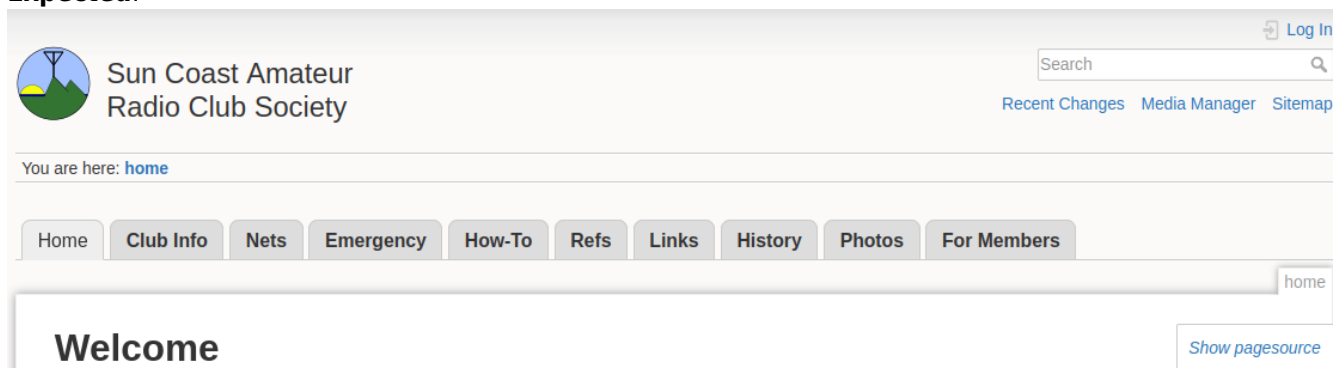 Log In
Sun Coast Amateur
Radio Club Society
Search
Recent Changes Media Manager Sitemap
You are here: home
Home Club Info Nets Emergency How-To Refs Links History Photos For Members
home
Welcome
Show pagesource